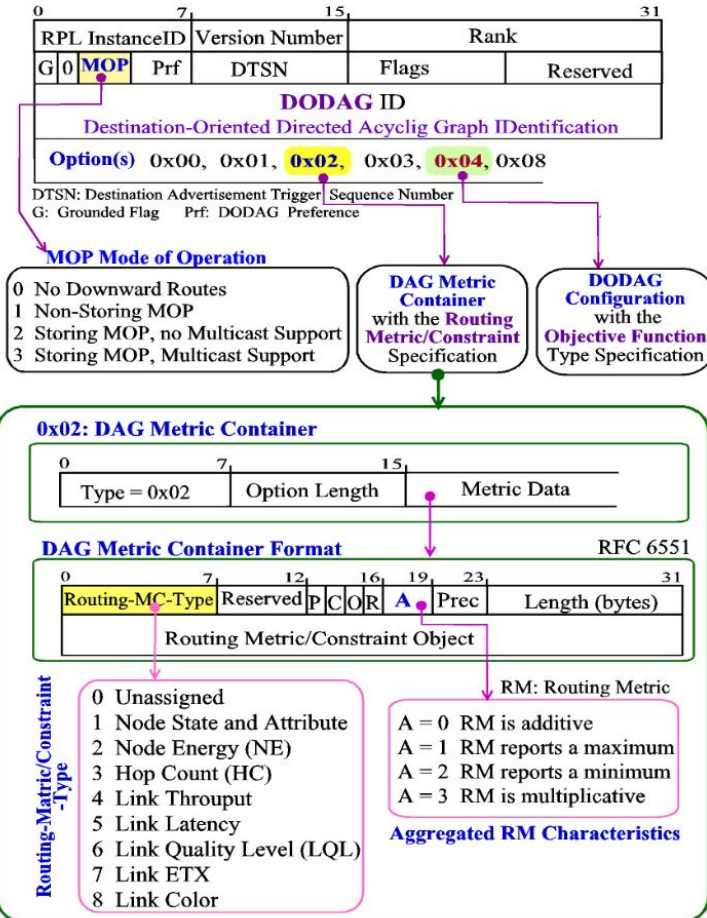 0 7 15 31
RPL InstanceID Version Number Rank
G 0 MOP Prf DTSN Flags Reserved
DODAG ID
Destination-Oriented Directed Acyclig Graph IDentification
Option(s) 0x00, 0x01, 0x02, 0x03, 0x04, 0x08
DTSN: Destination Advertisement Trigger Sequence Number
G: Grounded Flag Prf: DODAG Preference
MOP Mode of Operation
0 No Downward Routes
1 Non-Storing MOP
2 Storing MOP, no Multicast Support
3 Storing MOP, Multicast Support
DAG Metric
Container
with the Routing
Metric/Constraint
Specification
DODAG
Configuration
with the
Objective Function
Type Specification
0x02: DAG Metric Container
0 7 15
Type = 0x02 Option Length Metric Data
DAG Metric Container Format RFC 6551
0 7 12 16 19 23 31
Routing-MC-Type Reserved P C O R A Prec Length (bytes)
Routing Metric/Constraint Object
Routing-Matric/Constraint
-Type
0 Unassigned
1 Node State and Attribute
2 Node Energy (NE)
3 Hop Count (HC)
4 Link Throuput
5 Link Latency
6 Link Quality Level (LQL)
7 Link ETX
8 Link Color
RM: Routing Metric
A = 0 RM is additive
A = 1 RM reports a maximum
A = 2 RM reports a minimum
A = 3 RM is multiplicative
Aggregated RM Characteristics